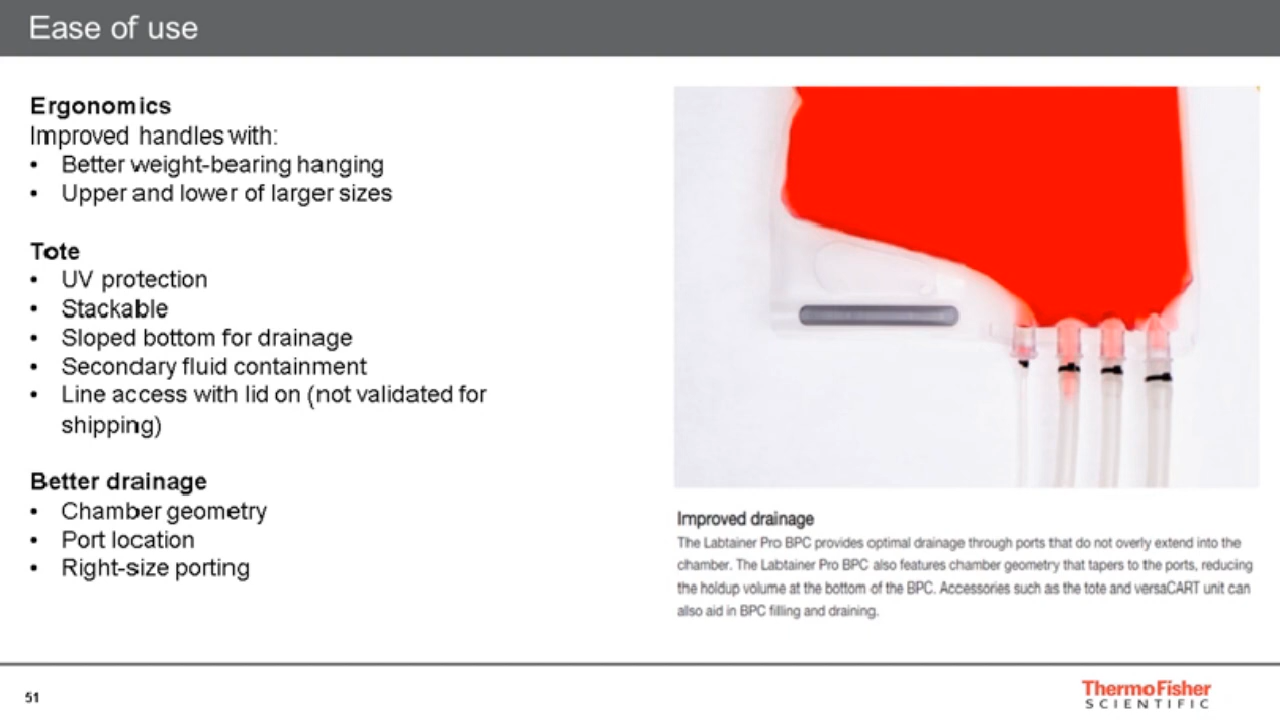 Ease of use
Ergonomics
Improved handles with:
• Better weight-bearing hanging
• Upper and lower of larger sizes
Tote
• UV protection
• Stackable
• Sloped bottom for drainage
• Secondary fluid containment
• Line access with lid on (not validated for
shipping)
Better drainage
• Chamber geometry
• Port location
• Right-size porting
Improved drainage
The Labtainer Pro BPC provides optimal drainage through ports that do not overly extend into the
chamber. The Labtainer Pro BPC also features chamber geometry that tapers to the ports, reducing
the holdup volume at the bottom of the BPC. Accessories such as the tote and versaCART unit can
also aid in BPC filling and draining.
51
ThermoFisher
SCIENTIFIC